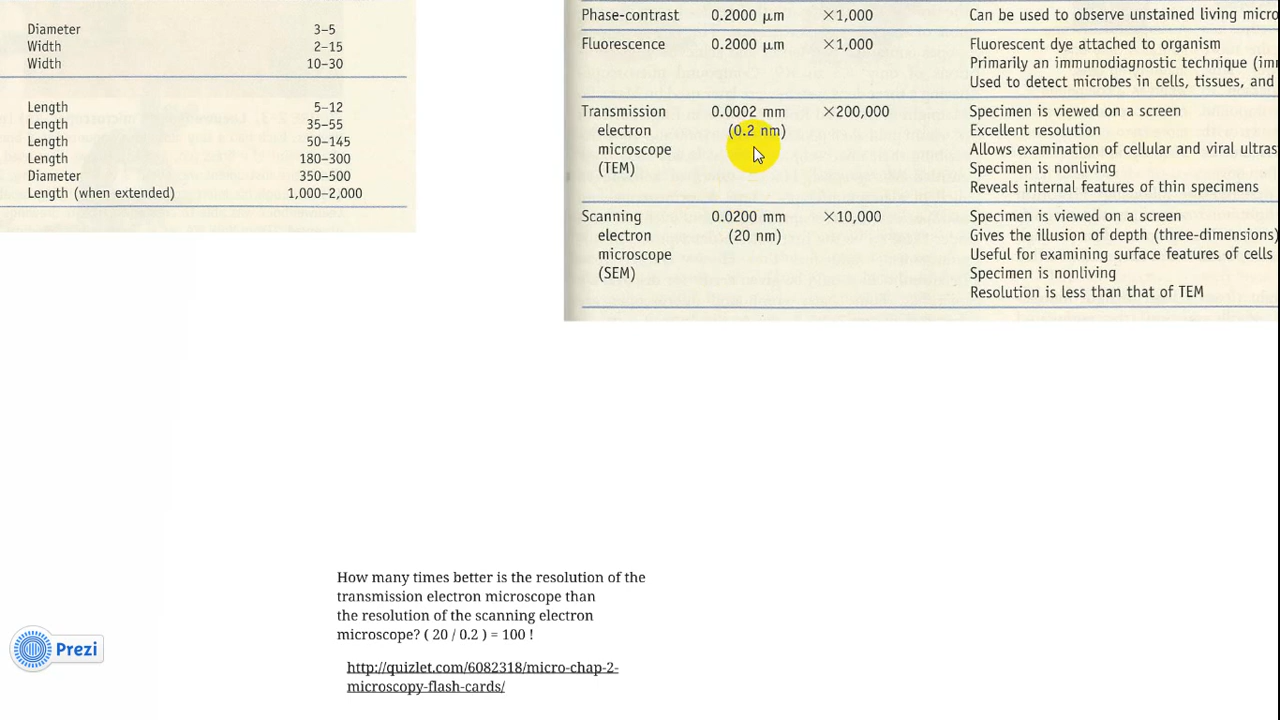 Diameter 3–5
Width 2–15
Width 10–30
Length 5–12
Length 35–55
Length 50–145
Length 180–300
Diameter 350–500
Length (when extended) 1,000–2,000
Phase-contrast 0.2000 µm ×1,000 Can be used to observe unstained living micro
Fluorescence 0.2000 µm ×1,000 Fluorescent dye attached to organism
Primarily an immunodiagnostic technique (im
Used to detect microbes in cells, tissues, and
Transmission 0.0002 mm ×200,000 Specimen is viewed on a screen
electron (0.2 nm) Excellent resolution
microscope Allows examination of cellular and viral ultras
(TEM) Specimen is nonliving
Reveals internal features of thin specimens
Scanning 0.0200 mm ×10,000 Specimen is viewed on a screen
electron (20 nm) Gives the illusion of depth (three-dimensions)
microscope Useful for examining surface features of cells
(SEM) Specimen is nonliving
Resolution is less than that of TEM
How many times better is the resolution of the
transmission electron microscope than
the resolution of the scanning electron
microscope? ( 20 / 0.2 ) = 100 !
http://quizlet.com/6082318/micro-chap-2-
microscopy-flash-cards/
Prezi